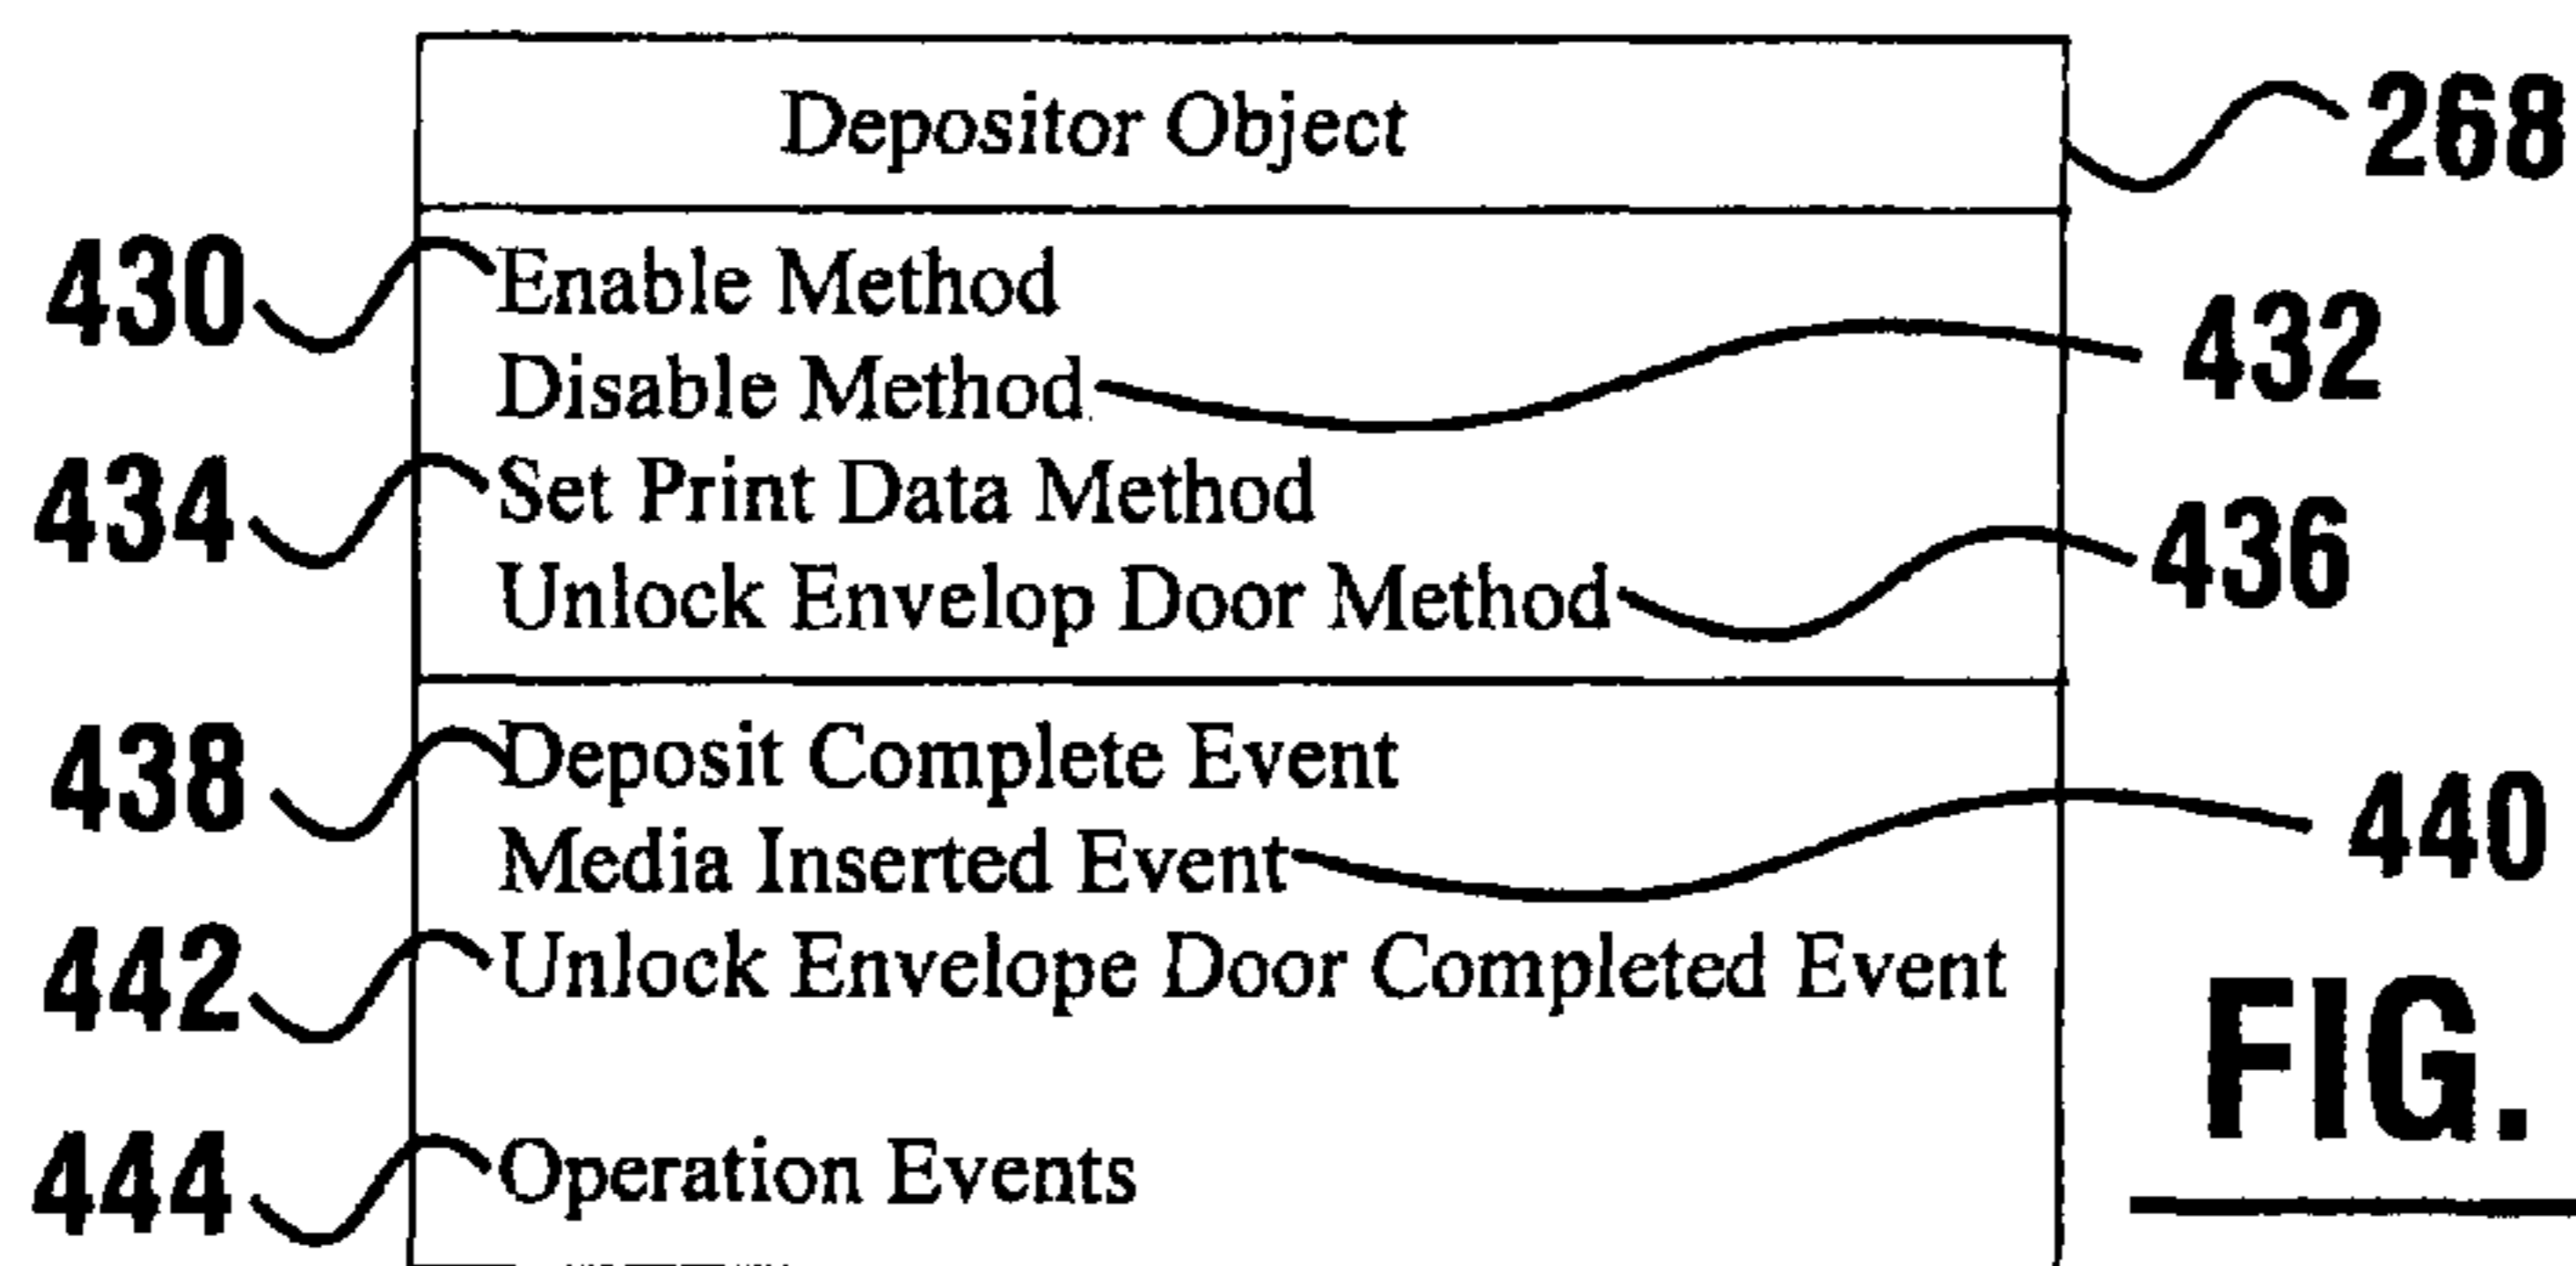 Depositor Object 268
430 Enable Method
Disable Method 432
434 Set Print Data Method
Unlock Envelop Door Method 436
438 Deposit Complete Event
Media Inserted Event 440
442 Unlock Envelope Door Completed Event
FIG.
444 Operation Events